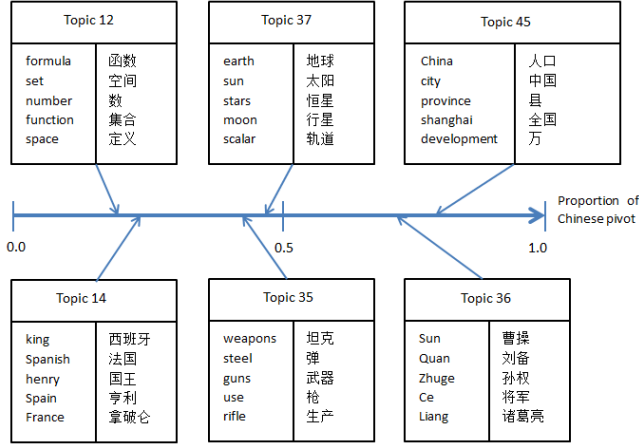 Topic 12
formula 函数
set 空间
number 数
function 集合
space 定义
Topic 37
earth 地球
sun 太阳
stars 恒星
moon 行星
scalar 轨道
Topic 45
China 人口
city 中国
province 县
shanghai 全国
development 万
Proportion of
Chinese pivot
0.0
0.5
1.0
Topic 14
king 西班牙
Spanish 法国
henry 国王
Spain 亨利
France 拿破仑
Topic 35
weapons 坦克
steel 弹
guns 武器
use 枪
rifle 生产
Topic 36
Sun 曹操
Quan 刘备
Zhuge 孙权
Ce 将军
Liang 诸葛亮